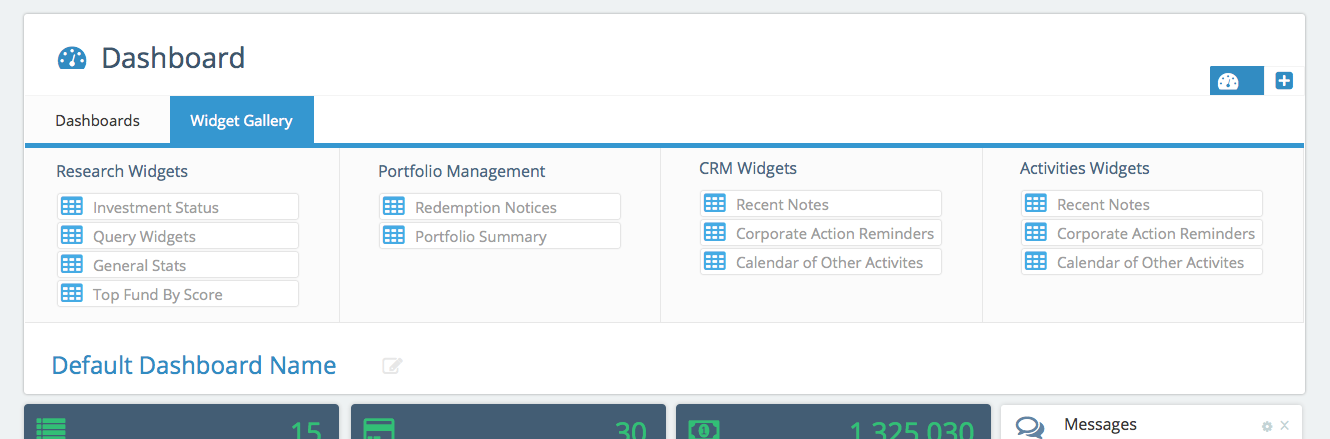 Dashboard
Dashboards
Widget Gallery
Research Widgets
Investment Status
Query Widgets
General Stats
Top Fund By Score
Portfolio Management
Redemption Notices
Portfolio Summary
CRM Widgets
Recent Notes
Corporate Action Reminders
Calendar of Other Activites
Activities Widgets
Recent Notes
Corporate Action Reminders
Calendar of Other Activites
Default Dashboard Name
15
30
1,325,030
Messages